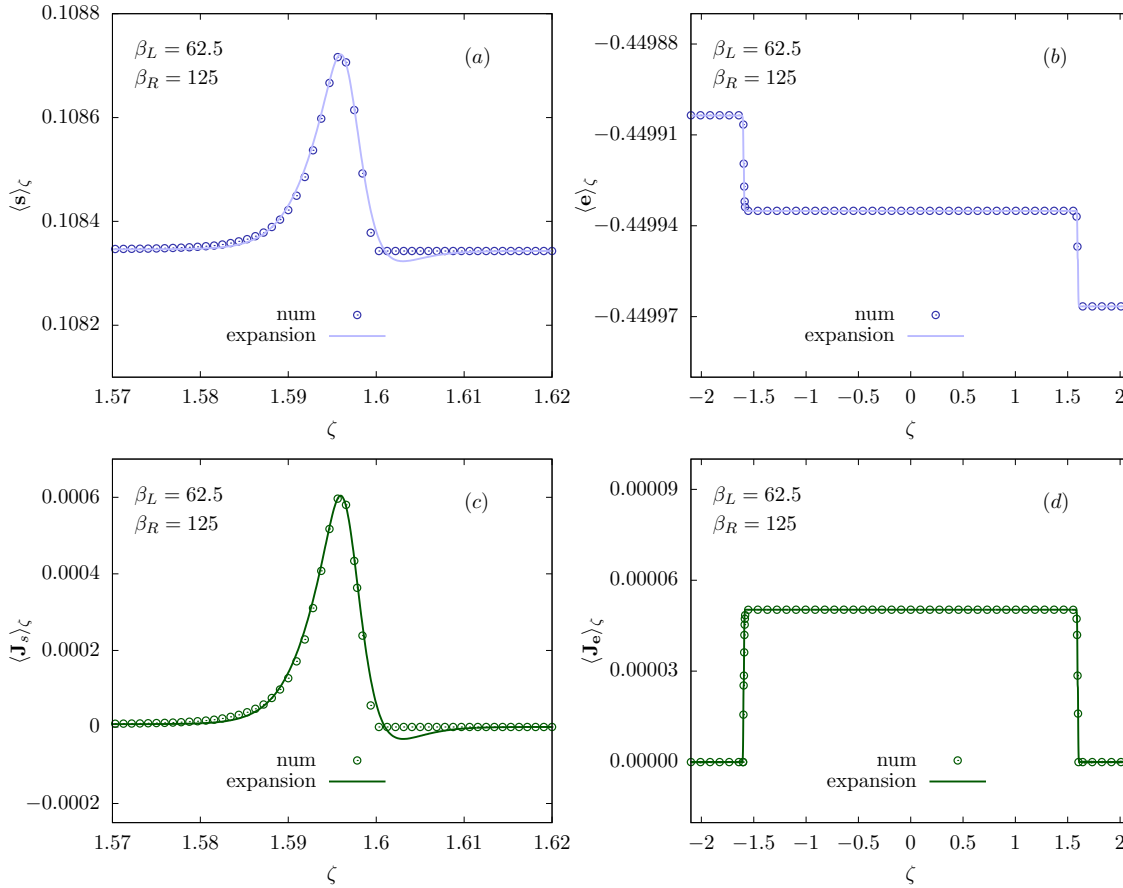 β_L = 62.5
β_R = 125
(a)
0.1088
0.1086
0.1084
0.1082
⟨s⟩_ζ
num
expansion
1.57
1.58
1.59
1.6
1.61
1.62
ζ
β_L = 62.5
β_R = 125
(b)
−0.44988
−0.44991
−0.44994
−0.44997
⟨e⟩_ζ
num
expansion
−2
−1.5
−1
−0.5
0
0.5
1
1.5
2
ζ
β_L = 62.5
β_R = 125
(c)
0.0006
0.0004
0.0002
0
−0.0002
⟨J_s⟩_ζ
num
expansion
1.57
1.58
1.59
1.6
1.61
1.62
ζ
β_L = 62.5
β_R = 125
(d)
0.00009
0.00006
0.00003
0.00000
⟨J_e⟩_ζ
num
expansion
−2
−1.5
−1
−0.5
0
0.5
1
1.5
2
ζ